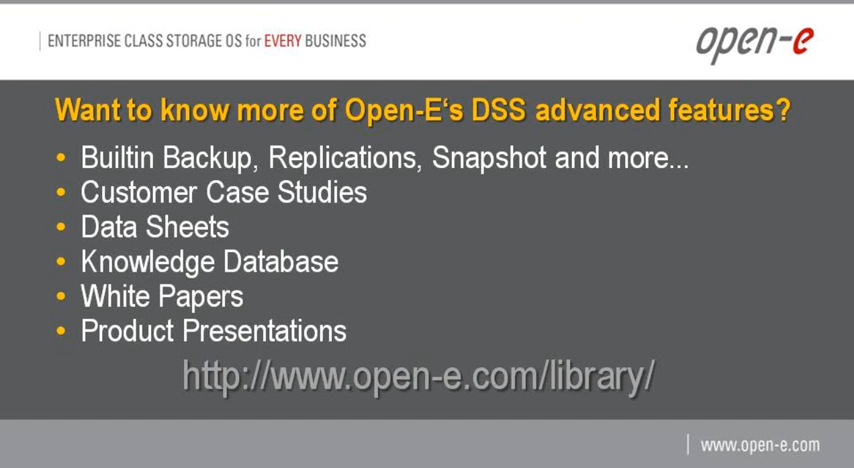 ENTERPRISE CLASS STORAGE OS for EVERY BUSINESS
open-e
Want to know more of Open-E‘s DSS advanced features?
• Builtin Backup, Replications, Snapshot and more...
• Customer Case Studies
• Data Sheets
• Knowledge Database
• White Papers
• Product Presentations
http://www.open-e.com/library/
www.open-e.com